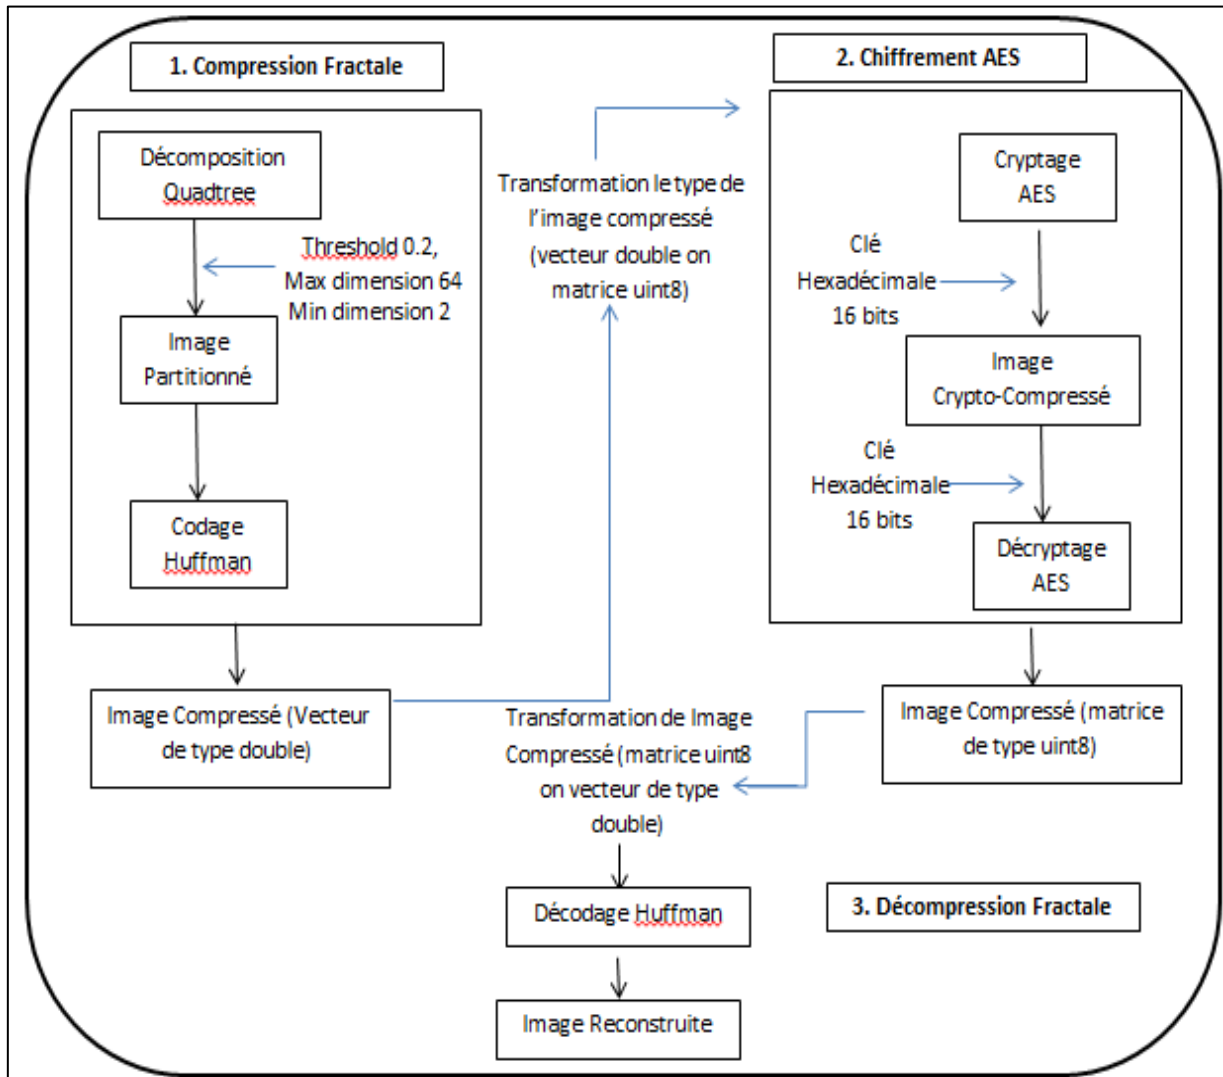 1. Compression Fractale
Décomposition
Quadtree
Threshold 0.2,
Max dimension 64
Min dimension 2
Image
Partitionné
Codage
Huffman
Image Compressé (Vecteur
de type double)
Transformation le type de
l'image compressé
(vecteur double on
matrice uint8)
2. Chiffrement AES
Cryptage
AES
Clé
Hexadécimale
16 bits
Image
Crypto-Compressé
Clé
Hexadécimale
16 bits
Décryptage
AES
Image Compressé (matrice
de type uint8)
Transformation de Image
Compressé (matrice uint8
on vecteur de type
double)
3. Décompression Fractale
Décodage Huffman
Image Reconstruite